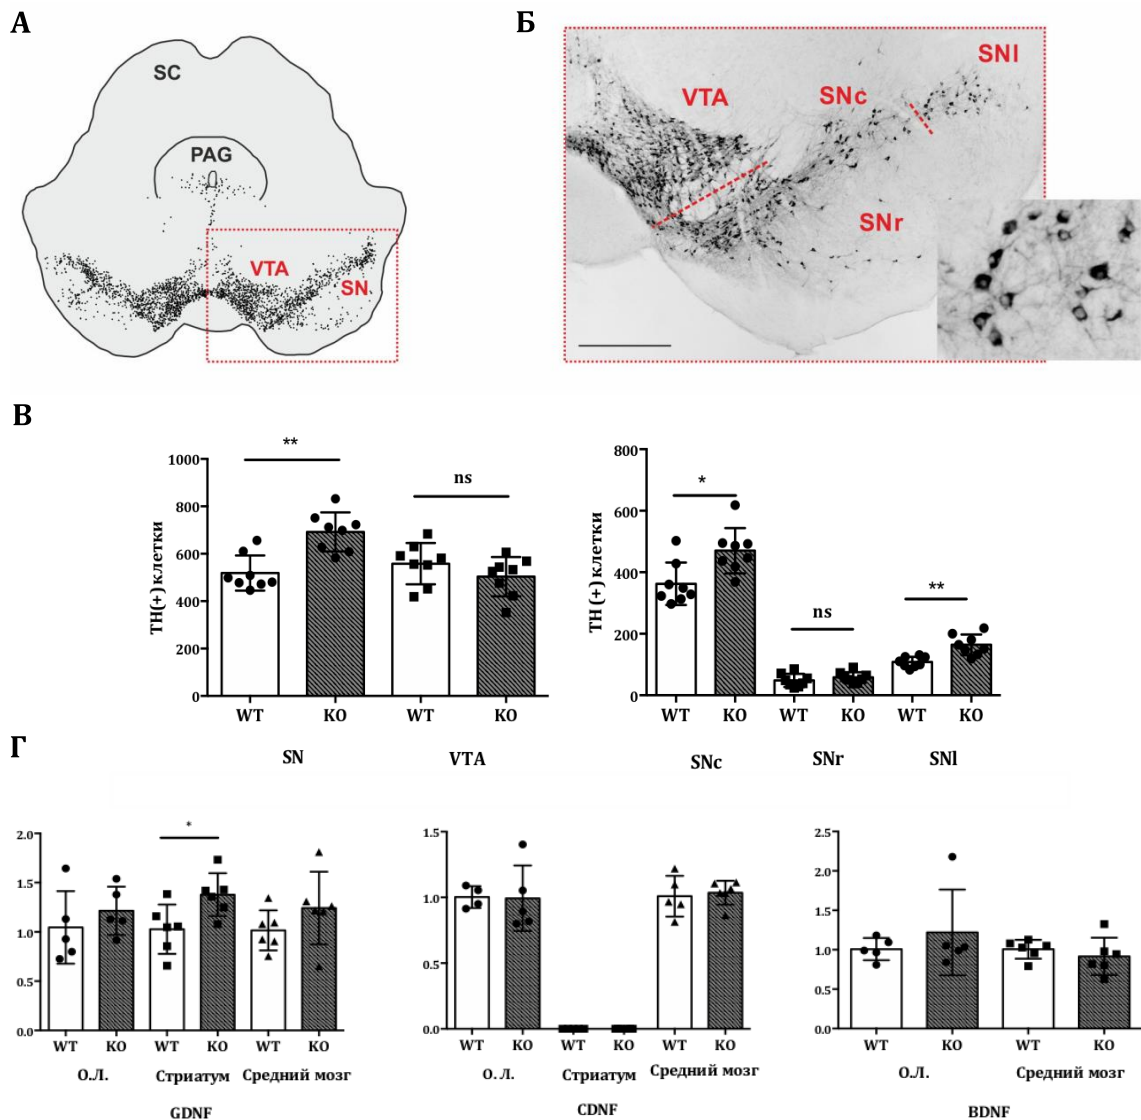 А
Б
SC
PAG
VTA
SN
VTA
SNc
SNl
SNr
В
**
ns
1000
800
600
400
200
0
TH(+) клетки
WT
KO
WT
KO
SN
VTA
*
ns
**
800
600
400
200
0
TH (+) клетки
WT
KO
WT
KO
WT
KO
SNc
SNr
SNl
Г
*
2.0
1.5
1.0
0.5
0.0
WT
KO
WT
KO
WT
KO
О.Л.
Стриатум
Средний мозг
GDNF
1.5
1.0
0.5
0.0
WT
KO
WT
KO
WT
KO
О. Л.
Стриатум
Средний мозг
CDNF
2.5
2.0
1.5
1.0
0.5
0.0
WT
KO
WT
KO
О.Л.
Средний мозг
BDNF